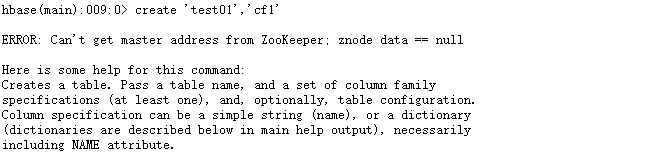 hbase(main):009:0> create 'test01','cf1'
ERROR: Can't get master address from ZooKeeper; znode data == null
Here is some help for this command:
Creates a table. Pass a table name, and a set of column family
specifications (at least one), and, optionally, table configuration.
Column specification can be a simple string (name), or a dictionary
(dictionaries are described below in main help output), necessarily
including NAME attribute.